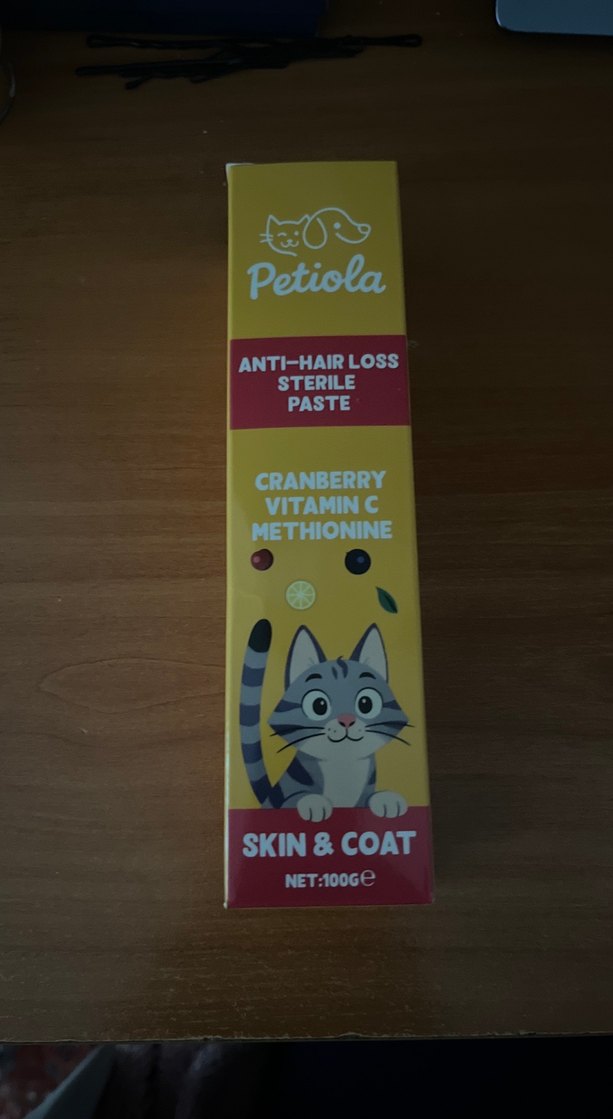 Petiola
ANTI-HAIR LOSS
STERILE
PASTE
CRANBERRY
VITAMIN C
METHIONINE
SKIN & COAT
NET:100G℮